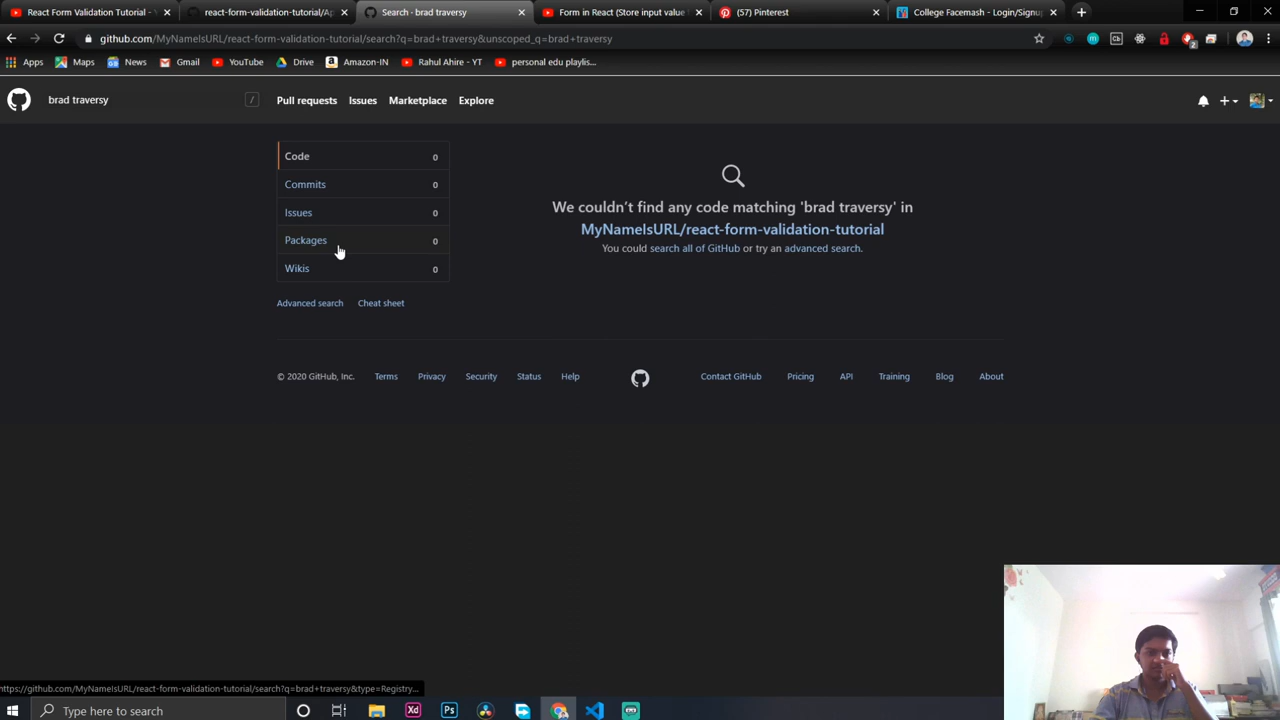 React Form Validation Tutorial - Y
react-form-validation-tutorial/Ap
Search · brad traversy
Form in React (Store input value
(57) Pinterest
College Facemash - Login/Signup
github.com/MyNameIsURL/react-form-validation-tutorial/search?q=brad+traversy&unscoped_q=brad+traversy
Apps
Maps
News
Gmail
YouTube
Drive
Amazon-IN
Rahul Ahire - YT
personal edu playlis...
brad traversy
/
Pull requests
Issues
Marketplace
Explore
Code 0
Commits 0
Issues 0
Packages 0
Wikis 0
Advanced search
Cheat sheet
We couldn't find any code matching 'brad traversy' in
MyNameIsURL/react-form-validation-tutorial
You could search all of GitHub or try an advanced search.
© 2020 GitHub, Inc.
Terms
Privacy
Security
Status
Help
Contact GitHub
Pricing
API
Training
Blog
About
https://github.com/MyNameIsURL/react-form-validation-tutorial/search?q=brad+traversy&type=Registry...
Type here to search
Xd
Ps